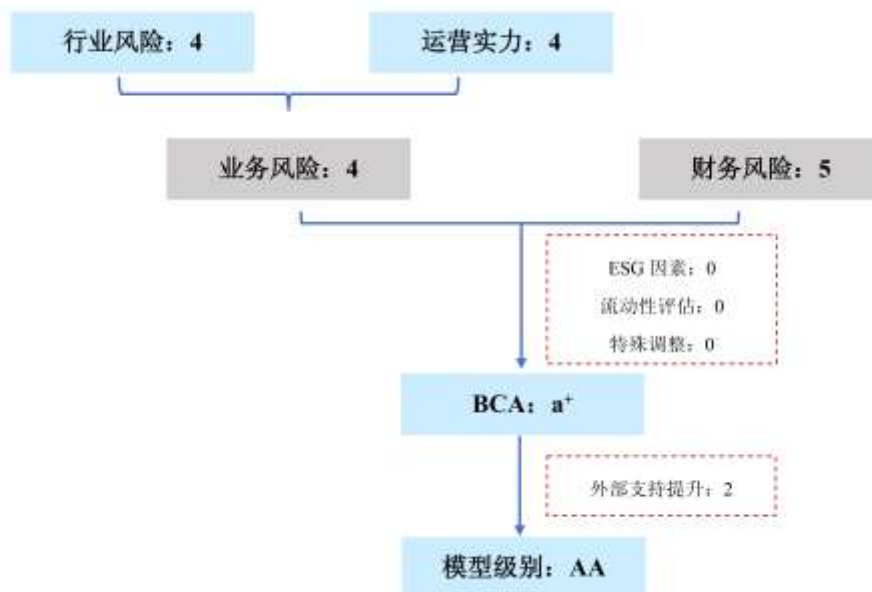 行业风险：4
运营实力：4
业务风险：4
财务风险：5
ESG 因素：0
流动性评估：0
特殊调整：0
BCA：a⁺
外部支持提升：2
模型级别：AA